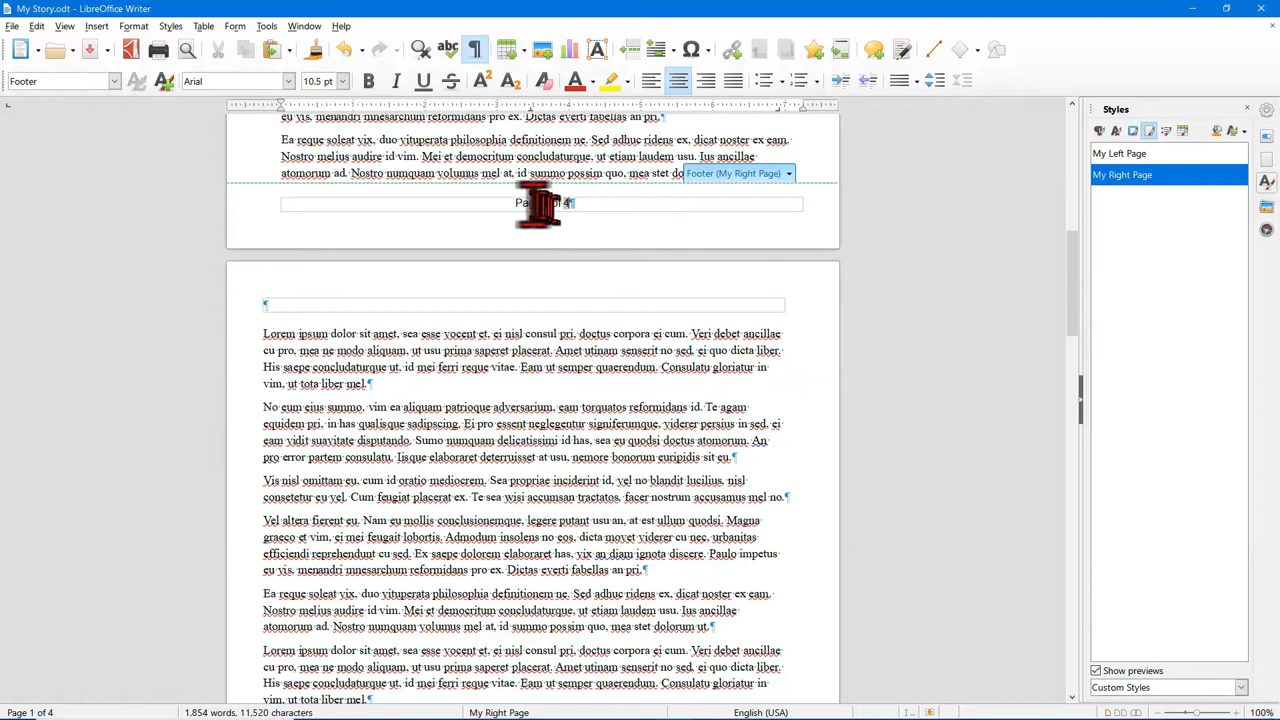 My Story.odt - LibreOffice Writer
File Edit View Insert Format Styles Table Form Tools Window Help
Footer Arial 10.5 pt
eu vis, menandri mnesarchum reformidans pro ex. Dictas everti fabellas an pri.¶
Ea reque soleat vix, duo vituperata philosophia definitionem ne. Sed adhuc ridens ex, dicat noster ex eam.
Nostro melius audire id vim. Mei et democritum concludaturque, ut etiam laudem usu. Ius ancillae
atomorum ad. Nostro numquam volumus mel at, id summo possim quo, mea stet do
Footer (My Right Page)
4¶
¶
Lorem ipsum dolor sit amet, sea esse vocent et, ei nisl consul pri, doctus corpora ei cum. Veri debet ancillae
cu pro, mea ne modo aliquam, ut usu prima saperet placerat. Amet utinam senserit no sed, ei quo dicta liber.
His saepe concludaturque ut, id mei ferri reque vitae. Eam ut semper quaerendum. Consulatu gloriatur in
vim, ut tota liber mel.¶
No eum eius summo, vim ea aliquam patrioque adversarium, eam torquatos reformidans id. Te agam
equidem pri, in has qualisque sadipscing. Ei pro essent neglegentur signiferumque, viderer persius in sed, ei
eam vidit suavitate disputando. Sumo numquam delicatissimi id has, sea eu quodsi doctus atomorum. An
pro error partem consulatu. Iisque elaboraret deterruisset at usu, nemore bonorum euripidis sit eu.¶
Vis nisl omittam eu, cum id oratio mediocrem. Sea propriae inciderint id, vel no blandit lucilius, nisl
consetetur eu vel. Cum feugiat placerat ex. Te sea wisi accumsan tractatos, facer nostrum accusamus mel no.¶
Vel altera fierent eu. Nam eu mollis conclusionemque, legere putant usu an, at est ullum quodsi. Magna
graeco et vim, ei mei feugait lobortis. Admodum insolens no eos, dicta movet viderer cu nec, urbanitas
efficiendi reprehendunt cu sed. Ex saepe dolorem elaboraret has, vix an diam ignota discere. Paulo impetus
eu vis, menandri mnesarchum reformidans pro ex. Dictas everti fabellas an pri.¶
Ea reque soleat vix, duo vituperata philosophia definitionem ne. Sed adhuc ridens ex, dicat noster ex eam.
Nostro melius audire id vim. Mei et democritum concludaturque, ut etiam laudem usu. Ius ancillae
atomorum ad. Nostro numquam volumus mel at, id summo possim quo, mea stet dolorum ut.¶
Lorem ipsum dolor sit amet, sea esse vocent et, ei nisl consul pri, doctus corpora ei cum. Veri debet ancillae
cu pro, mea ne modo aliquam, ut usu prima saperet placerat. Amet utinam senserit no sed, ei quo dicta liber.
His saepe concludaturque ut, id mei ferri reque vitae. Eam ut semper quaerendum. Consulatu gloriatur in
vim, ut tota liber mel.¶
Styles
My Left Page
My Right Page
Show previews
Custom Styles
Page 1 of 4 1,854 words, 11,520 characters My Right Page English (USA) 100%